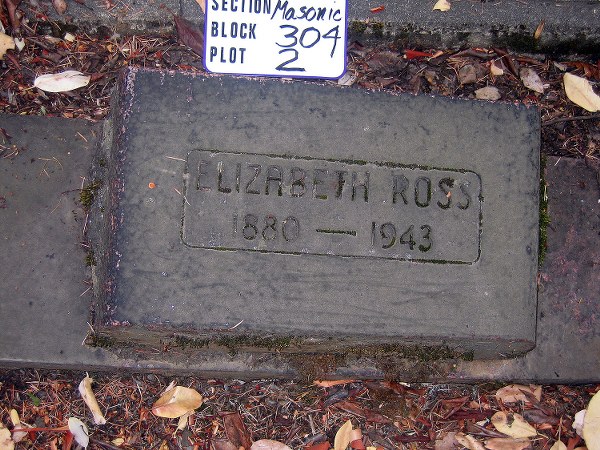 SECTION Masonic
BLOCK 304
PLOT 2
ELIZABETH ROSS
1880 — 1943